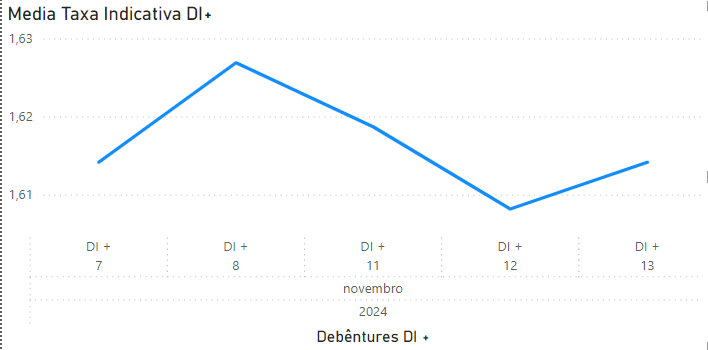 Media Taxa Indicativa DI+
1,63
1,62
1,61
DI + DI + DI + DI + DI +
7 8 11 12 13
novembro
2024
Debêntures DI +